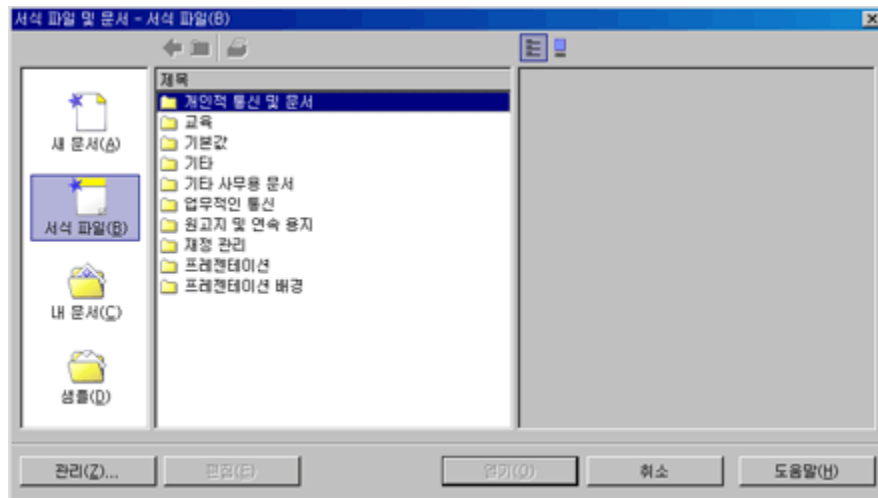 서식 파일 및 문서 - 서식 파일(B)
제목
새 문서(A)
서식 파일(B)
내 문서(C)
샘플(D)
개인적 통신 및 문서
교육
기본값
기타
기타 사무용 문서
업무적인 통신
원고지 및 연속 용지
재정 관리
프레젠테이션
프레젠테이션 배경
관리(Z)... 편집(E) 열기(O) 취소 도움말(H)